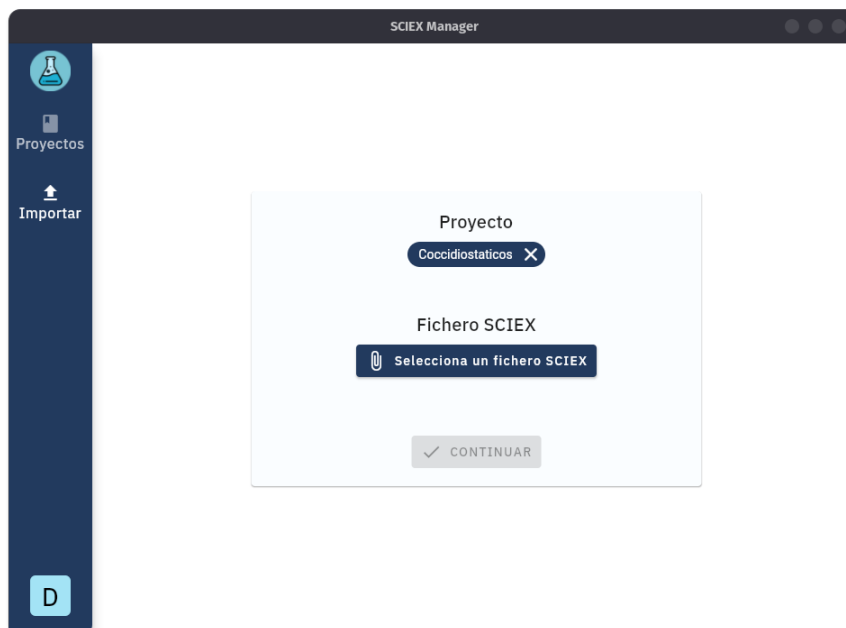 SCIEX Manager
Proyectos
Importar
Proyecto
Coccidiostaticos
Fichero SCIEX
Selecciona un fichero SCIEX
CONTINUAR
D